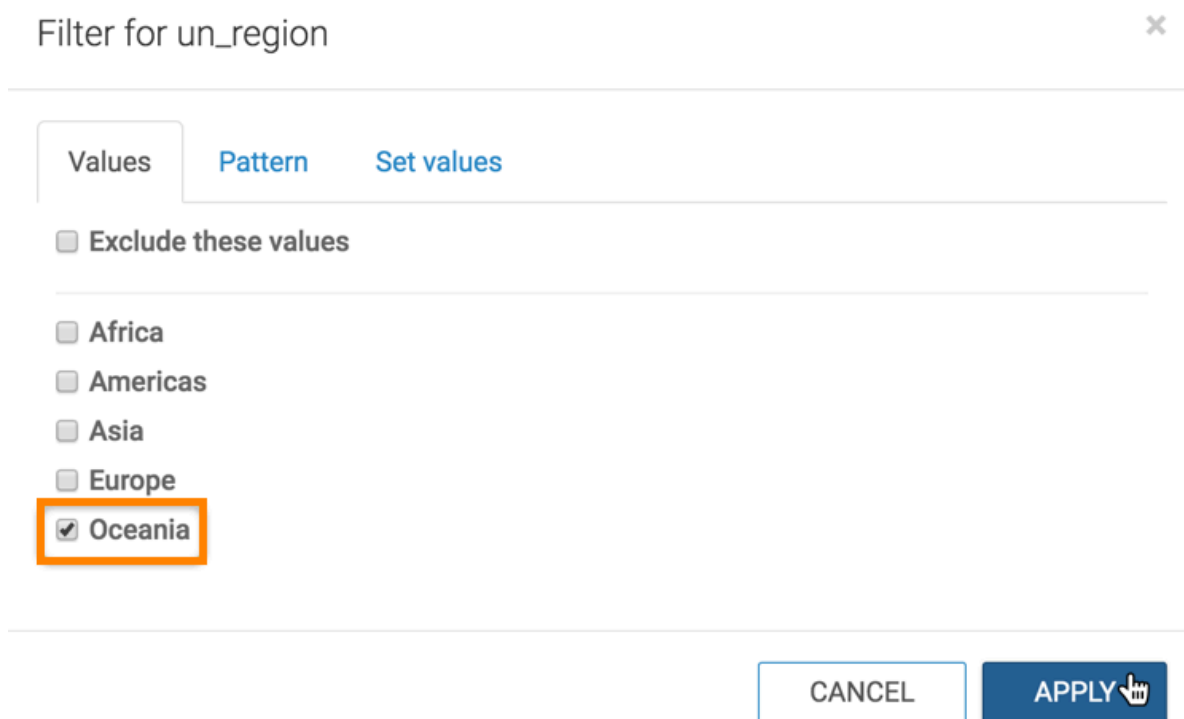 Filter for un_region
×
Values Pattern Set values
Exclude these values
Africa
Americas
Asia
Europe
Oceania
CANCEL APPLY